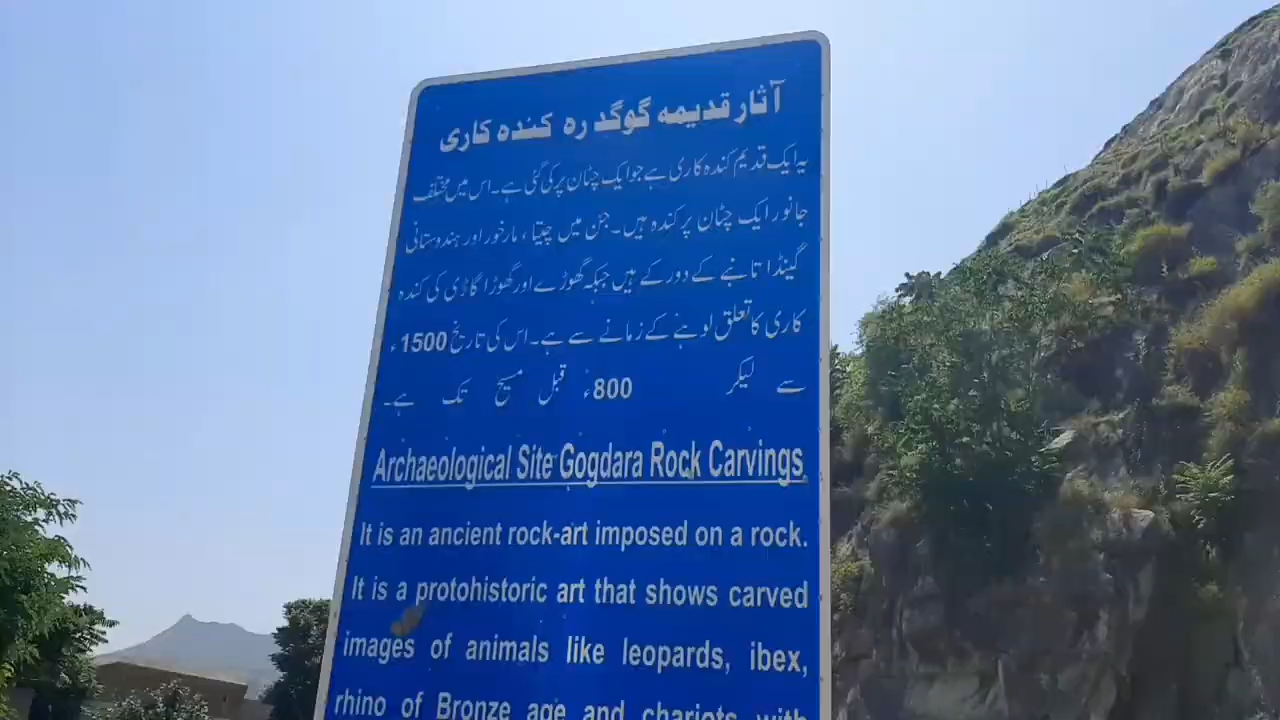 آثار قدیمہ گوگدرہ کندہ کاری
یہ ایک قدیم کندہ کاری ہے جو ایک چٹان پر کی گئی ہے۔ اس میں مختلف
جانور ایک چٹان پر کندہ ہیں۔ جن میں چیتا، مارخور اور ہندوستانی
گینڈا تانبے کے دور کے ہیں جبکہ گھوڑے اور گھوڑا گاڑی کی کندہ
کاری کا تعلق لوہے کے زمانے سے ہے۔ اس کی تاریخ 1500ء
سے لیکر 800ء قبل مسیح تک ہے۔
Archaeological Site Gogdara Rock Carvings
It is an ancient rock-art imposed on a rock.
It is a protohistoric art that shows carved
images of animals like leopards, ibex,
rhino of Bronze age and chariots with